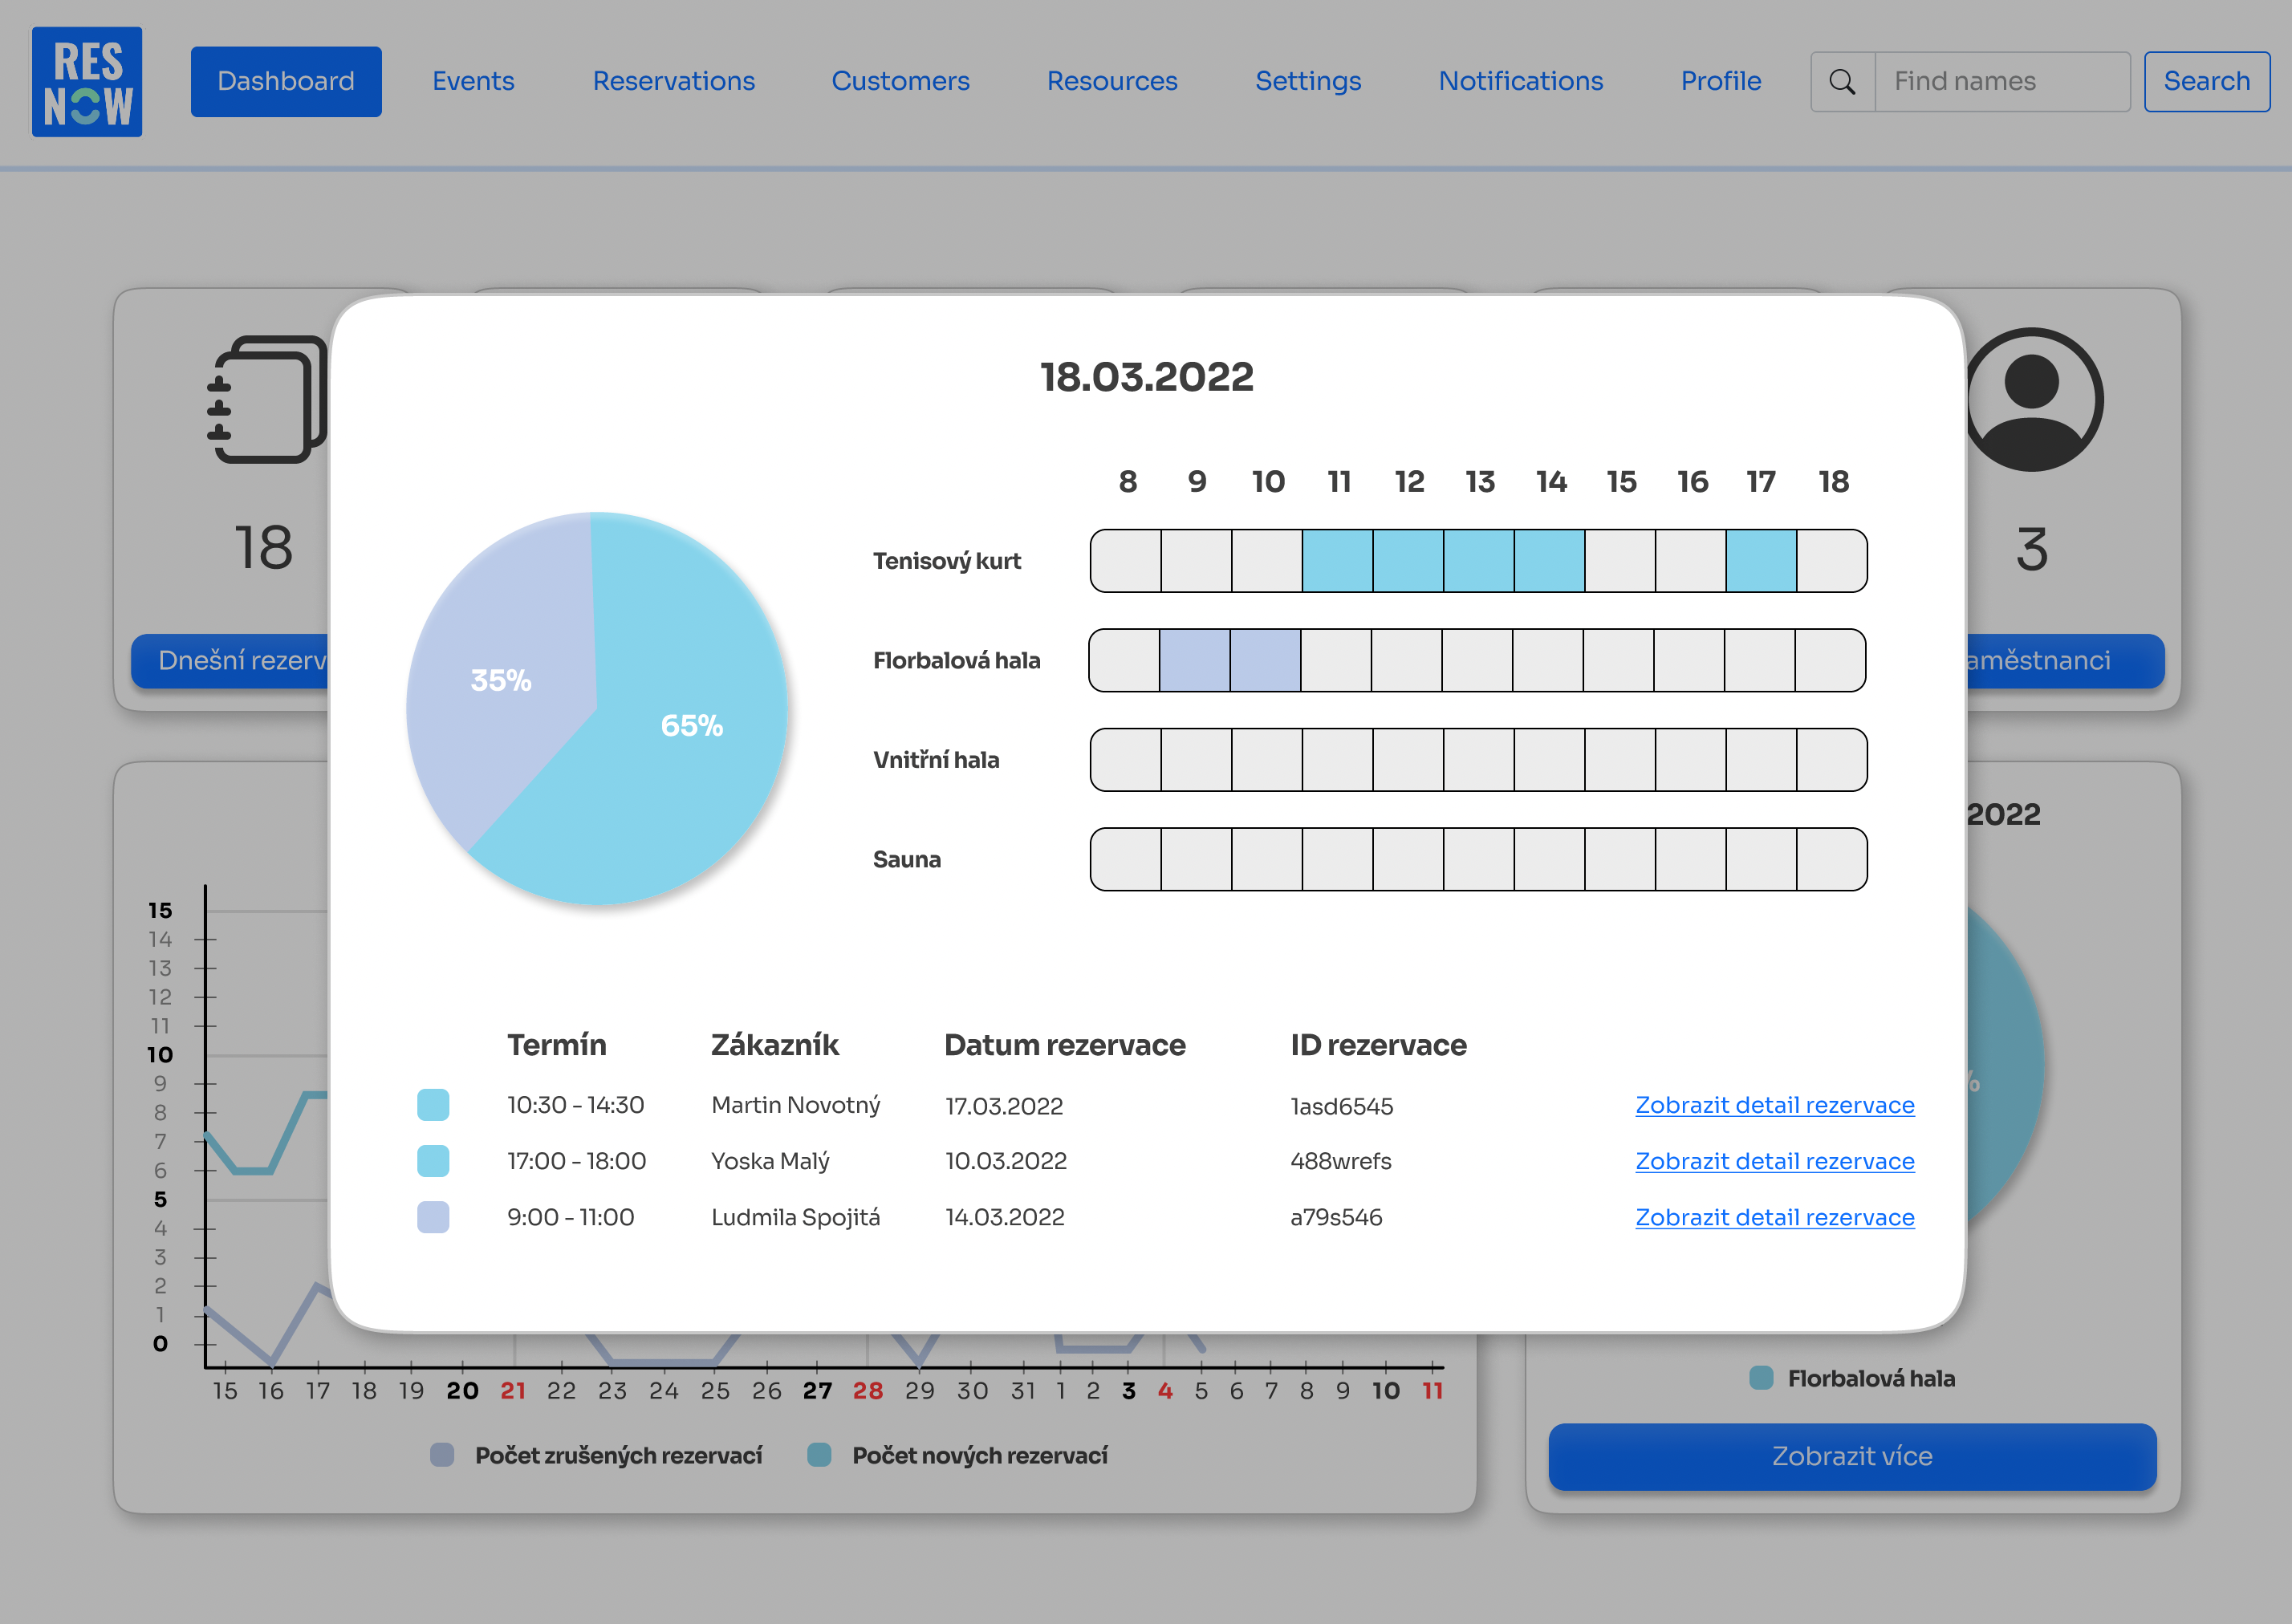 RES
NOW
Dashboard
Events
Reservations
Customers
Resources
Settings
Notifications
Profile
Find names
Search
18
Dnešní rezerv
3
aměstnanci
18.03.2022
8 9 10 11 12 13 14 15 16 17 18
Tenisový kurt
Florbalová hala
Vnitřní hala
Sauna
35%
65%
Termín Zákazník Datum rezervace ID rezervace
10:30 - 14:30 Martin Novotný 17.03.2022 1asd6545 Zobrazit detail rezervace
17:00 - 18:00 Yoska Malý 10.03.2022 488wrefs Zobrazit detail rezervace
9:00 - 11:00 Ludmila Spojitá 14.03.2022 a79s546 Zobrazit detail rezervace
15
14
13
12
11
10
9
8
7
6
5
4
3
2
1
0
15 16 17 18 19 20 21 22 23 24 25 26 27 28 29 30 31 1 2 3 4 5 6 7 8 9 10 11
Počet zrušených rezervací
Počet nových rezervací
2022
%
Florbalová hala
Zobrazit více